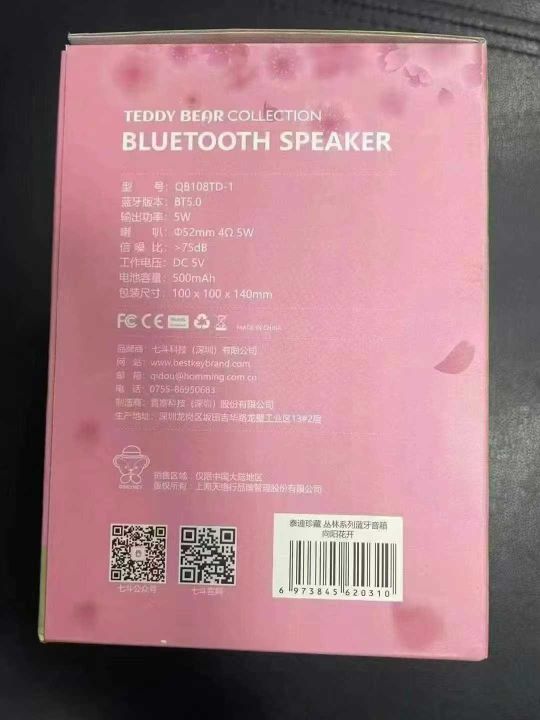 TEDDY BEAR COLLECTION
BLUETOOTH SPEAKER
型 号: QB108TD-1
蓝牙版本: BT5.0
输出功率: 5W
喇 叭: Φ52mm 4Ω 5W
信 噪 比: >75dB
工作电压: DC 5V
电池容量: 500mAh
包装尺寸: 100 x 100 x 140mm
FC CE MADE IN CHINA
品牌商: 七斗科技（深圳）有限公司
网 站: www.bestkeybrand.com
邮 箱: qidou@homming.com.cn
电 话: 0755-86950683
制造商: 科技（深圳）股份有限公司
生产地址: 深圳龙岗区坂田吉华路龙璧工业区13#2层
销售区域: 仅限中国大陆地区
版权所有: 上海天络行品牌管理股份有限公司
七斗公众号
七斗官网
泰迪珍藏 丛林系列蓝牙音箱
向阳花开
6 973845 620310